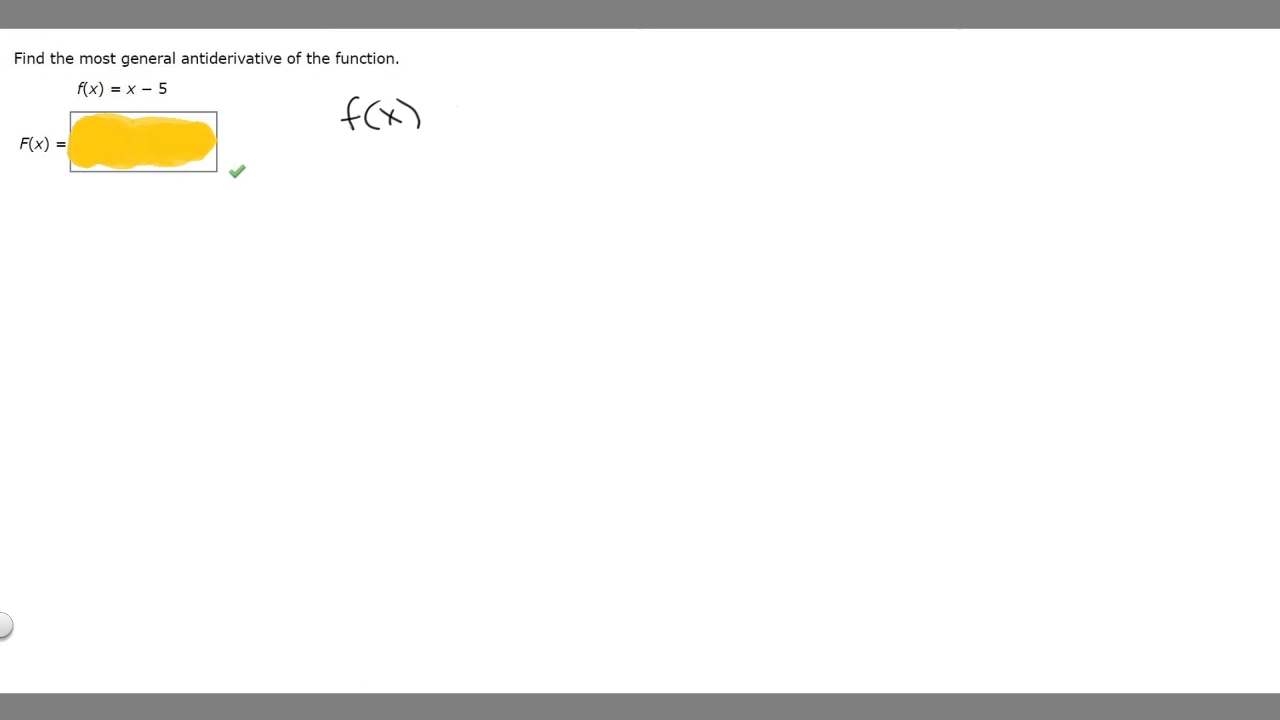 Find the most general antiderivative of the function.
f(x) = x − 5
f(x)
F(x) =